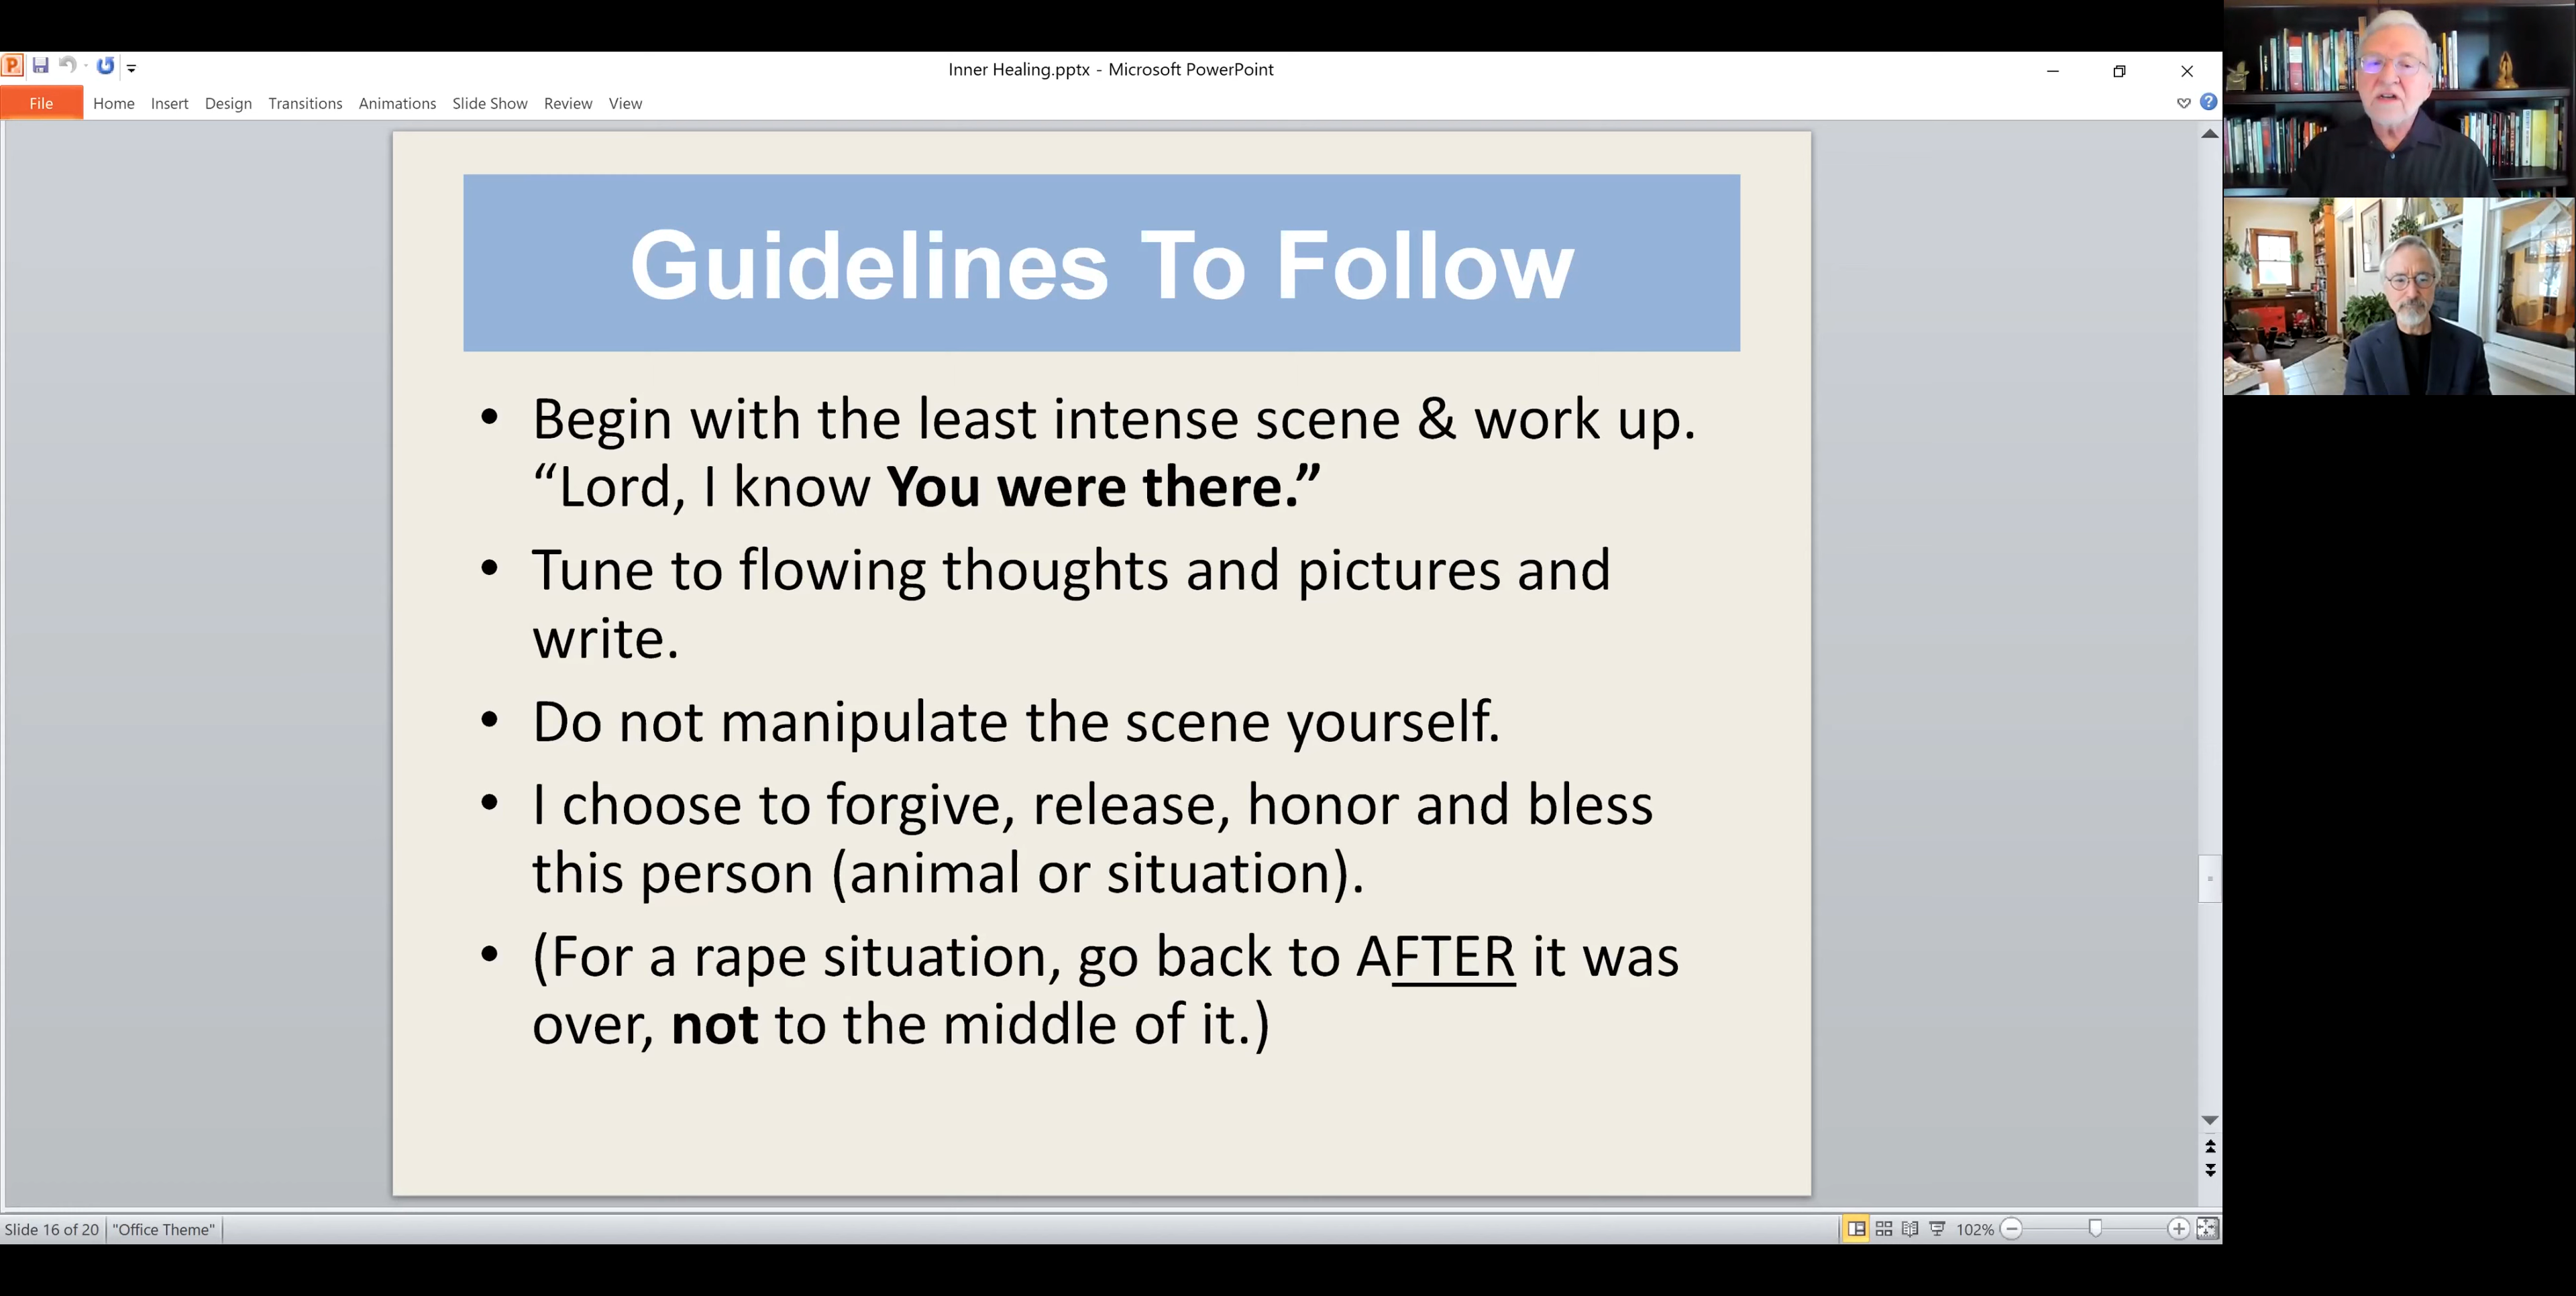 Inner Healing.pptx - Microsoft PowerPoint
File Home Insert Design Transitions Animations Slide Show Review View
Guidelines To Follow
• Begin with the least intense scene & work up.
“Lord, I know You were there.”
• Tune to flowing thoughts and pictures and
write.
• Do not manipulate the scene yourself.
• I choose to forgive, release, honor and bless
this person (animal or situation).
• (For a rape situation, go back to AFTER it was
over, not to the middle of it.)
Slide 16 of 20 "Office Theme" 102%